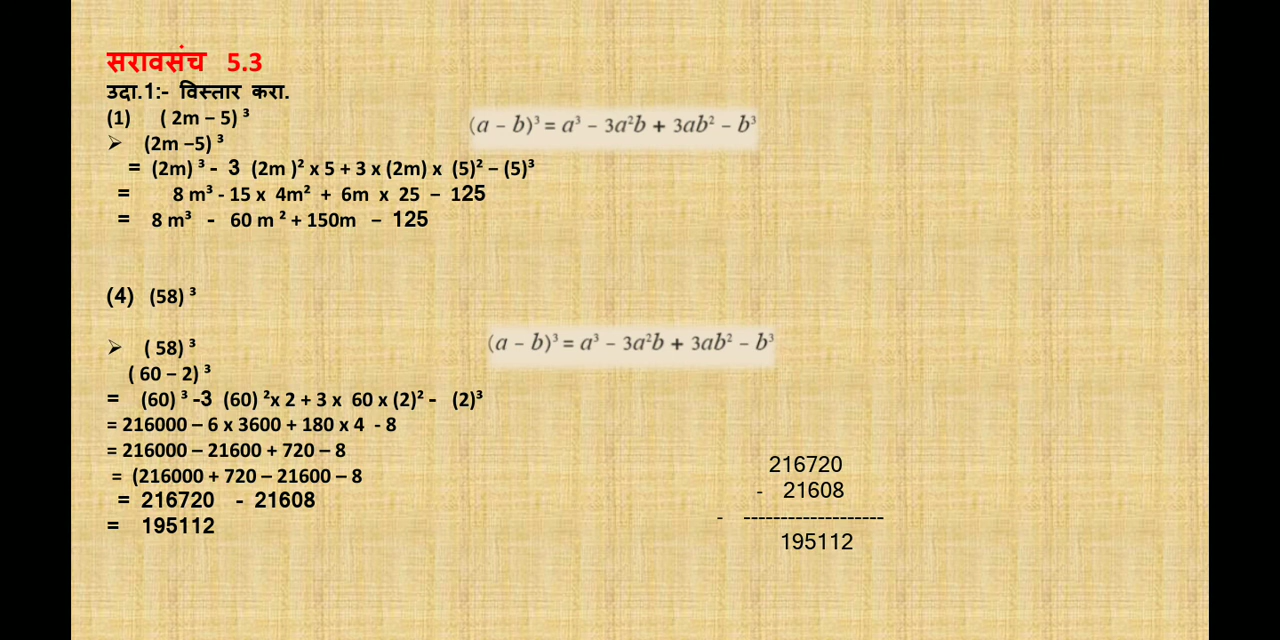 सरावसंच 5.3
उदा.1:- विस्तार करा.
(1) ( 2m – 5) ³
(a – b)³ = a³ – 3a²b + 3ab² – b³
➢ (2m –5) ³
= (2m) ³ - 3 (2m )² x 5 + 3 x (2m) x (5)² – (5)³
= 8 m³ - 15 x 4m² + 6m x 25 – 125
= 8 m³ - 60 m ² + 150m – 125
(4) (58) ³
(a – b)³ = a³ – 3a²b + 3ab² – b³
➢ ( 58) ³
( 60 – 2) ³
= (60) ³ -3 (60) ²x 2 + 3 x 60 x (2)² - (2)³
= 216000 – 6 x 3600 + 180 x 4 - 8
= 216000 – 21600 + 720 – 8
= (216000 + 720 – 21600 – 8
= 216720 - 21608
= 195112
216720
- 21608
- -------------------
195112